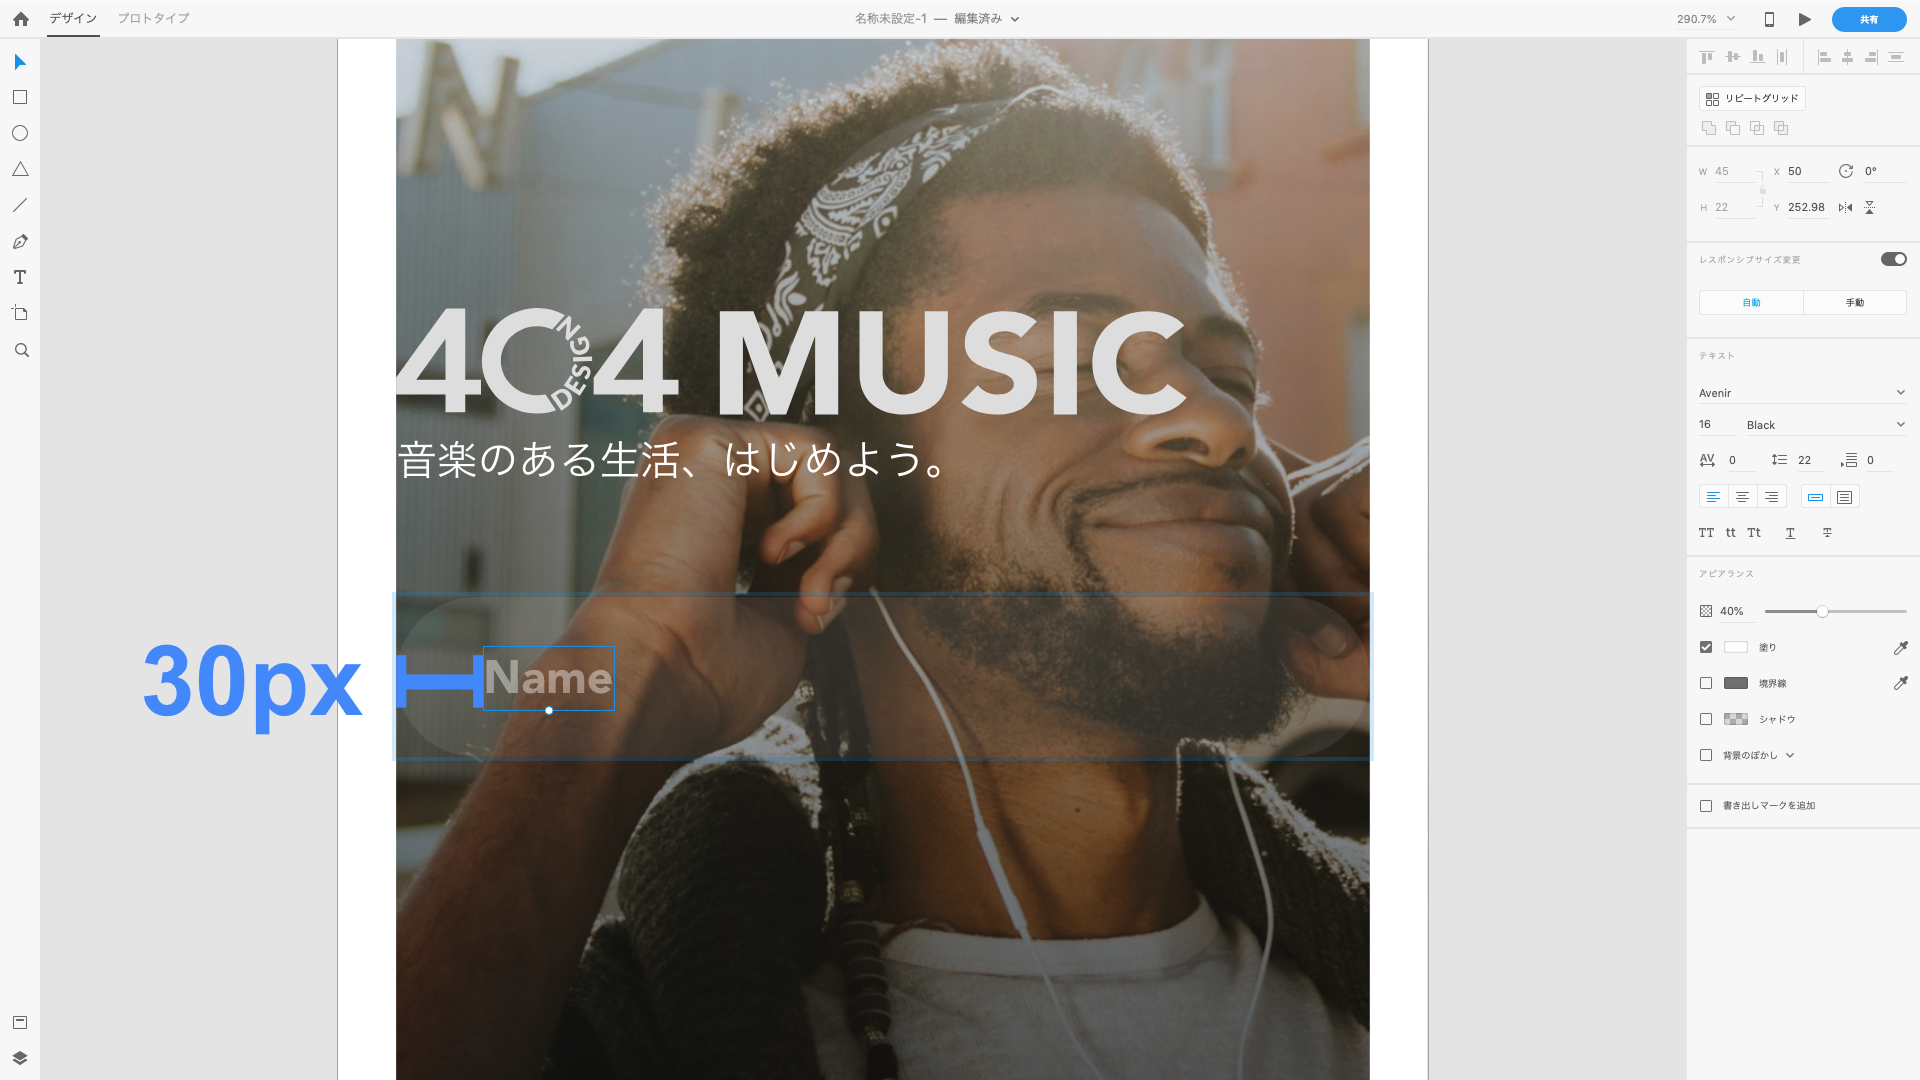 デザイン
プロトタイプ
名称未設定-1 — 編集済み
290.7%
共有
リピートグリッド
W 45 X 50 0°
H 22 Y 252.98
レスポンシブサイズ変更
自動 手動
テキスト
Avenir
16 Black
AV 0 22 0
TT tt Tt T T
アピアランス
40%
塗り
境界線
シャドウ
背景のぼかし
書き出しマークを追加
T
404 MUSIC
DESIGN
音楽のある生活、はじめよう。
30px
Name